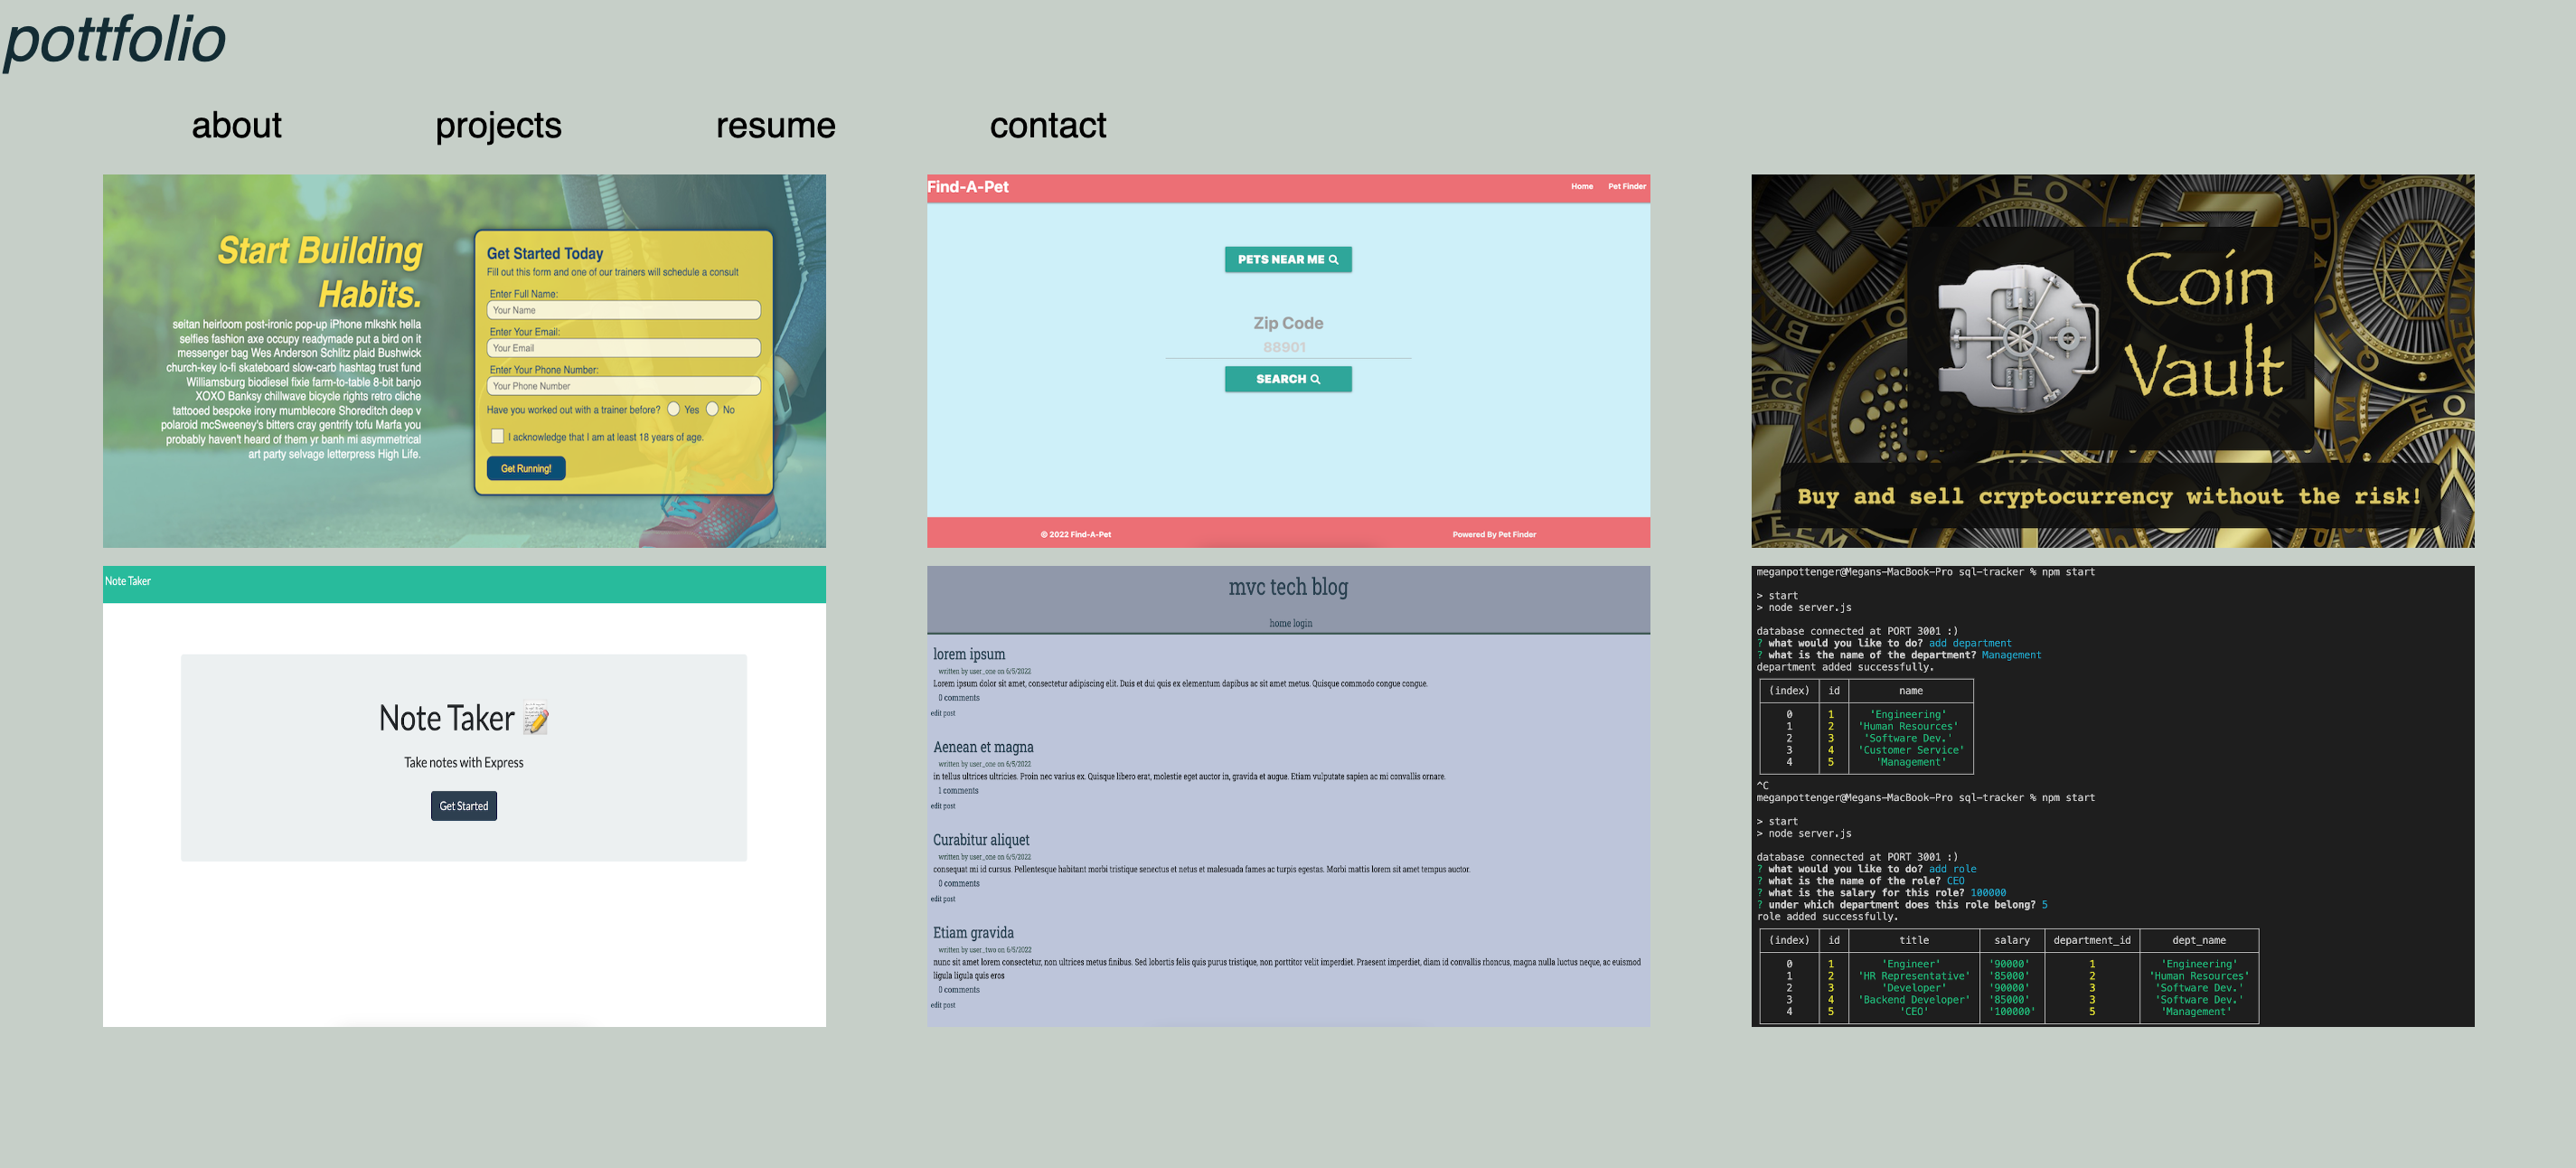 pottfolio
about projects resume contact
Start Building
Habits.
seitan heirloom post-ironic pop-up iPhone mlkshk hella
selfies fashion axe occupy readymade put a bird on it
messenger bag Wes Anderson Schlitz plaid Bushwick
church-key lo-fi skateboard slow-carb hashtag trust fund
Williamsburg biodiesel fixie farm-to-table 8-bit banjo
XOXO Banksy chillwave bicycle rights retro cliche
tattooed bespoke irony mumblecore Shoreditch deep v
polaroid mcSweeney's bitters cray gentrify tofu Marfa you
probably haven't heard of them yr banh mi asymmetrical
art party selvage letterpress High Life.
Get Started Today
Fill out this form and one of our trainers will schedule a consult
Enter Full Name:
Your Name
Enter Your Email:
Your Email
Enter Your Phone Number:
Your Phone Number
Have you worked out with a trainer before? Yes No
I acknowledge that I am at least 18 years of age.
Get Running!
Find-A-Pet
Home Pet Finder
PETS NEAR ME
Zip Code
88901
SEARCH
© 2022 Find-A-Pet
Powered By Pet Finder
Coin
Vault
Buy and sell cryptocurrency without the risk!
Note Taker
Note Taker
Take notes with Express
Get Started
mvc tech blog
home login
lorem ipsum
written by user_one on 6/5/2022
Lorem ipsum dolor sit amet, consectetur adipiscing elit. Duis et dui quis ex elementum dapibus ac sit amet metus. Quisque commodo congue congue.
0 comments
edit post
Aenean et magna
written by user_one on 6/5/2022
in tellus ultrices ultricies. Proin nec varius ex. Quisque libero erat, molestie eget auctor in, gravida et augue. Etiam vulputate sapien ac mi convallis ornare.
1 comments
edit post
Curabitur aliquet
written by user_one on 6/5/2022
consequat mi id cursus. Pellentesque habitant morbi tristique senectus et netus et malesuada fames ac turpis egestas. Morbi mattis lorem sit amet tempus auctor.
0 comments
edit post
Etiam gravida
written by user_two on 6/5/2022
nunc sit amet lorem consectetur, non ultrices metus finibus. Sed lobortis felis quis purus tristique, non porttitor velit imperdiet. Praesent imperdiet, diam id convallis rhoncus, magna nulla luctus neque, ac euismod
ligula ligula quis eros
0 comments
edit post
meganpottenger@Megans-MacBook-Pro sql-tracker % npm start
> start
> node server.js
database connected at PORT 3001 :)
? what would you like to do? add department
? what is the name of the department? Management
department added successfully.
(index) id name
0 1 'Engineering'
1 2 'Human Resources'
2 3 'Software Dev.'
3 4 'Customer Service'
4 5 'Management'
^C
meganpottenger@Megans-MacBook-Pro sql-tracker % npm start
> start
> node server.js
database connected at PORT 3001 :)
? what would you like to do? add role
? what is the name of the role? CEO
? what is the salary for this role? 100000
? under which department does this role belong? 5
role added successfully.
(index) id title salary department_id dept_name
0 1 'Engineer' '90000' 1 'Engineering'
1 2 'HR Representative' '85000' 2 'Human Resources'
2 3 'Developer' '90000' 3 'Software Dev.'
3 4 'Backend Developer' '85000' 3 'Software Dev.'
4 5 'CEO' '100000' 5 'Management'